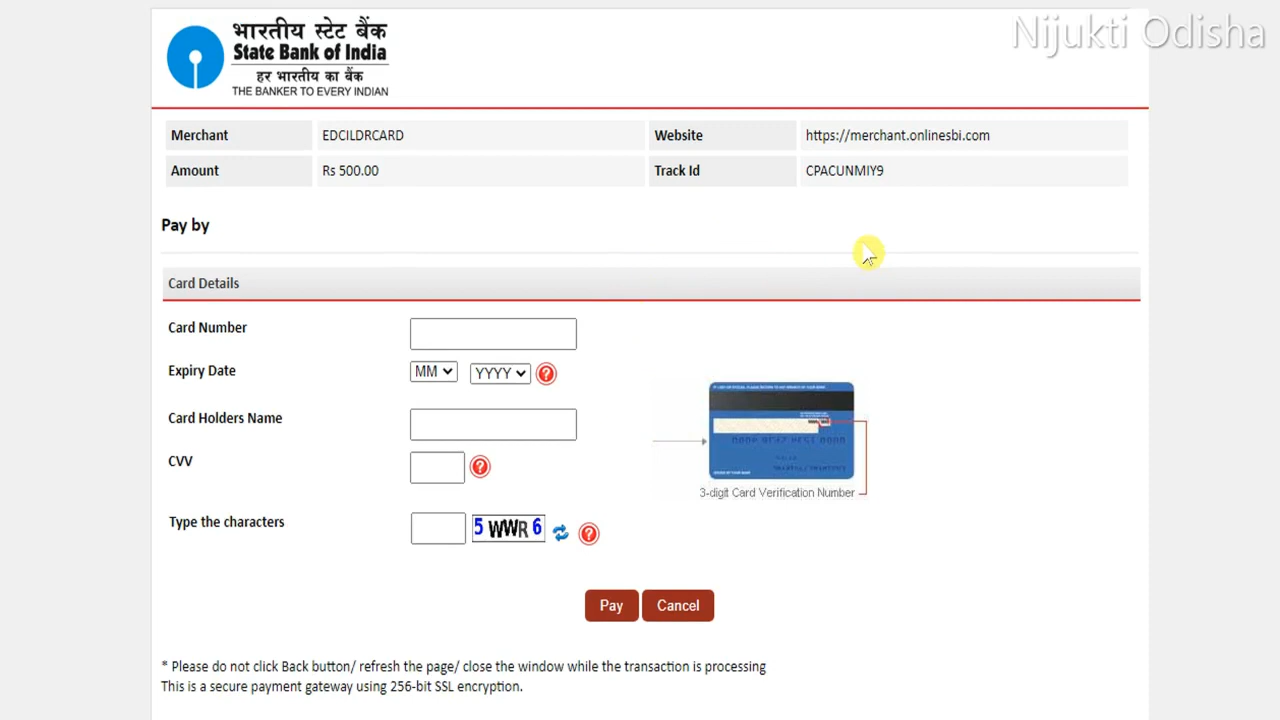 Nijukti Odisha
भारतीय स्टेट बैंक
State Bank of India
हर भारतीय का बैंक
THE BANKER TO EVERY INDIAN
Merchant EDCILDRCARD Website https://merchant.onlinesbi.com
Amount Rs 500.00 Track Id CPACUNMIY9
Pay by
Card Details
Card Number
Expiry Date MM YYYY ?
Card Holders Name
CVV ?
3-digit Card Verification Number
Type the characters 5 WWR 6 ?
Pay Cancel
* Please do not click Back button/ refresh the page/ close the window while the transaction is processing
This is a secure payment gateway using 256-bit SSL encryption.